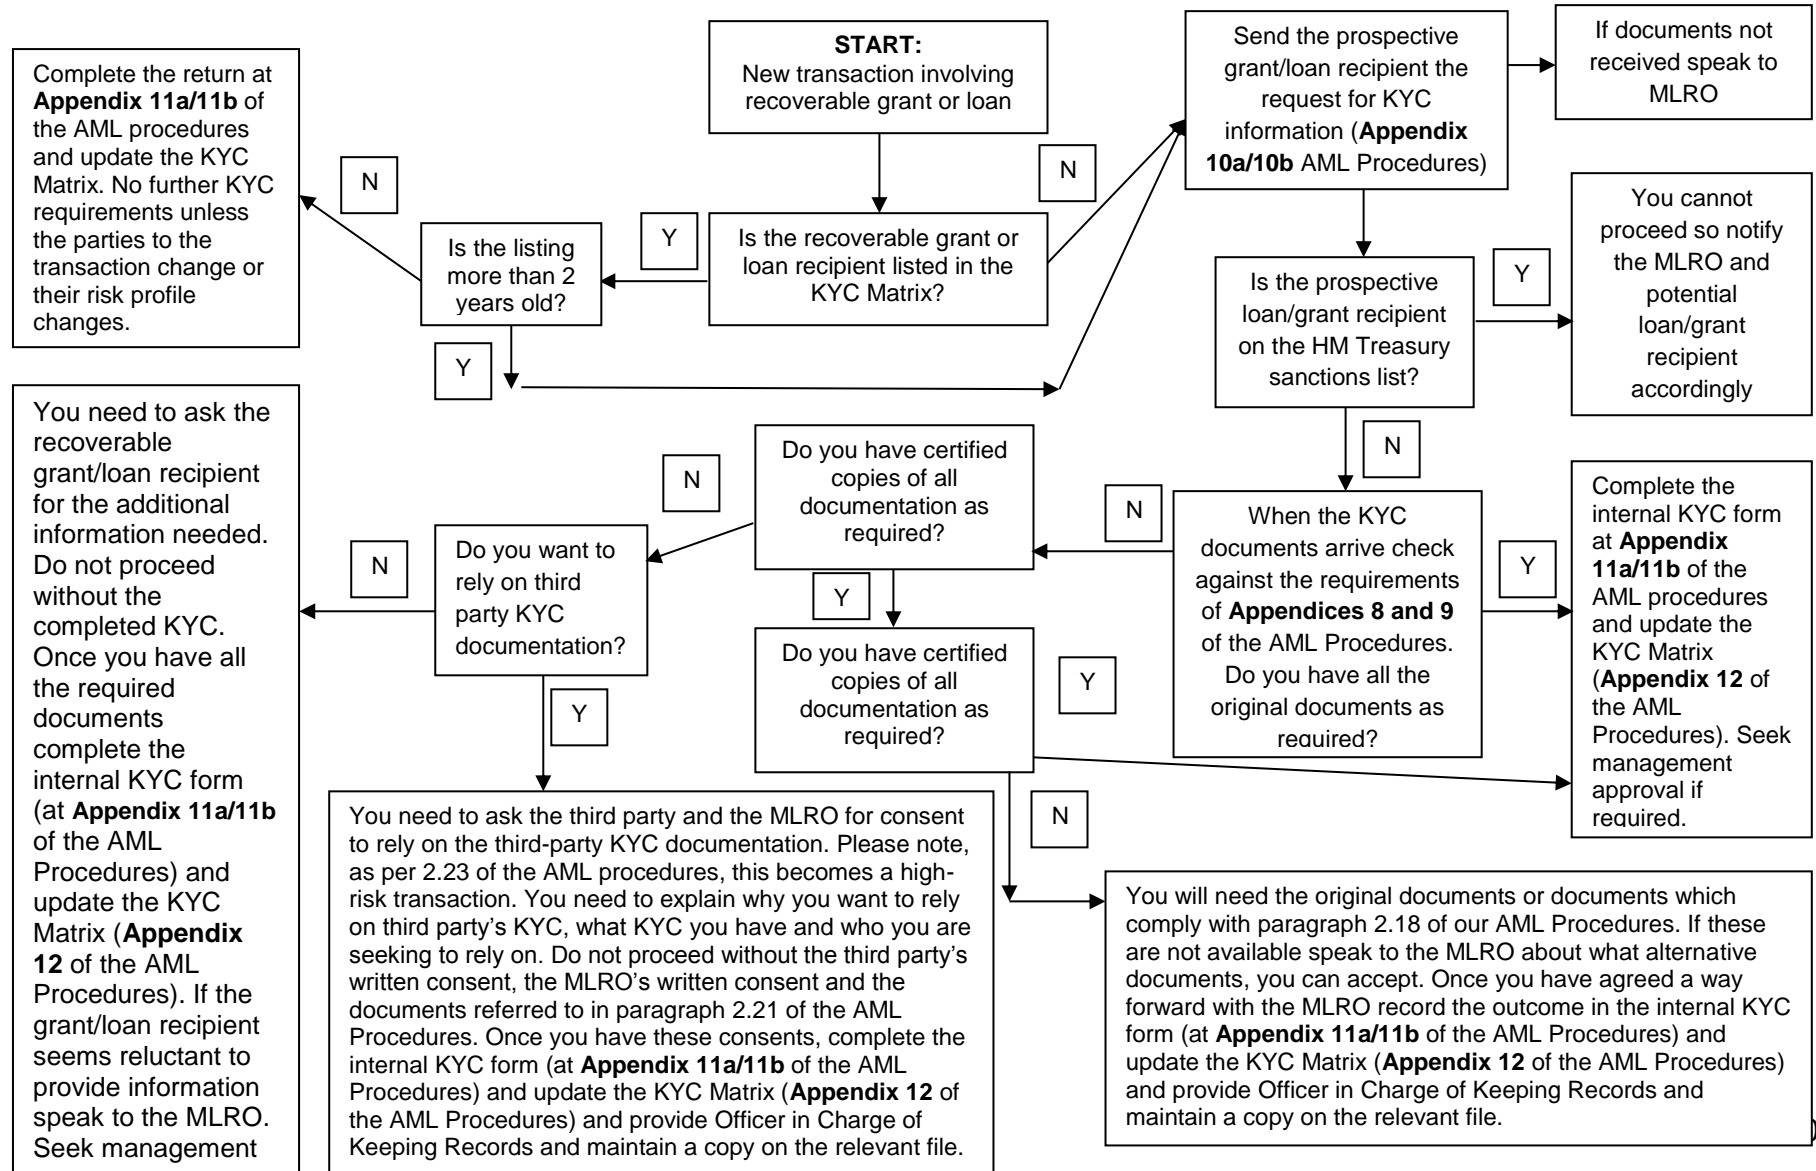 START:
New transaction involving
recoverable grant or loan
Send the prospective
grant/loan recipient the
request for KYC
information (Appendix
10a/10b AML Procedures)
If documents not
received speak to
MLRO
Complete the return at
Appendix 11a/11b of
the AML procedures
and update the KYC
Matrix. No further KYC
requirements unless
the parties to the
transaction change or
their risk profile
changes.
N
Is the listing
more than 2
years old?
Y
Is the recoverable grant or
loan recipient listed in the
KYC Matrix?
N
Y
Is the prospective
loan/grant recipient
on the HM Treasury
sanctions list?
Y
You cannot
proceed so notify
the MLRO and
potential
loan/grant
recipient
accordingly
N
You need to ask the
recoverable
grant/loan recipient
for the additional
information needed.
Do not proceed
without the
completed KYC.
Once you have all
the required
documents
complete the
internal KYC form
(at Appendix 11a/11b
of the AML
Procedures) and
update the KYC
Matrix (Appendix
12 of the AML
Procedures). If the
grant/loan recipient
seems reluctant to
provide information
speak to the MLRO.
Seek management
N
Do you want to
rely on third
party KYC
documentation?
N
Do you have certified
copies of all
documentation as
required?
N
When the KYC
documents arrive check
against the requirements
of Appendices 8 and 9
of the AML Procedures.
Do you have all the
original documents as
required?
Y
Complete the
internal KYC form
at Appendix
11a/11b of the
AML procedures
and update the
KYC Matrix
(Appendix 12 of
the AML
Procedures). Seek
management
approval if
required.
Y
Do you have certified
copies of all
documentation as
required?
Y
Y
N
You need to ask the third party and the MLRO for consent
to rely on the third-party KYC documentation. Please note,
as per 2.23 of the AML procedures, this becomes a high-
risk transaction. You need to explain why you want to rely
on third party's KYC, what KYC you have and who you are
seeking to rely on. Do not proceed without the third party's
written consent, the MLRO's written consent and the
documents referred to in paragraph 2.21 of the AML
Procedures. Once you have these consents, complete the
internal KYC form (at Appendix 11a/11b of the AML
Procedures) and update the KYC Matrix (Appendix 12 of
the AML Procedures) and provide Officer in Charge of
Keeping Records and maintain a copy on the relevant file.
You will need the original documents or documents which
comply with paragraph 2.18 of our AML Procedures. If these
are not available speak to the MLRO about what alternative
documents, you can accept. Once you have agreed a way
forward with the MLRO record the outcome in the internal KYC
form (at Appendix 11a/11b of the AML Procedures) and
update the KYC Matrix (Appendix 12 of the AML Procedures)
and provide Officer in Charge of Keeping Records and
maintain a copy on the relevant file.